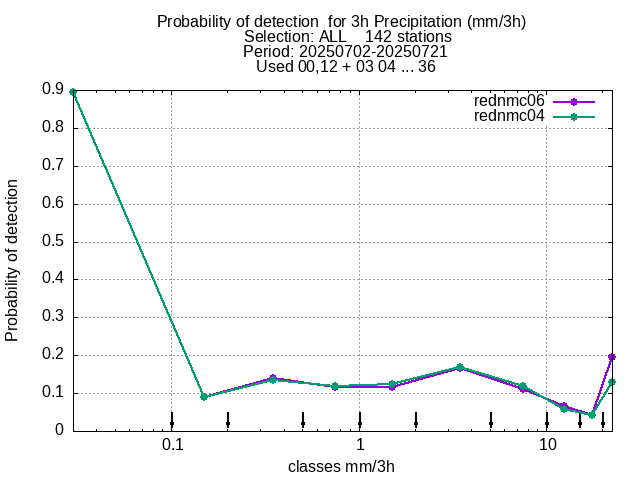 Probability of detection  for 3h Precipitation (mm/3h)
Selection: ALL    142 stations
Period: 20250702-20250721
Used 00,12 + 03 04 ... 36
rednmc06
rednmc04
0.9
0.8
0.7
0.6
0.5
0.4
0.3
0.2
0.1
0
Probability of detection
0.1 1 10
classes mm/3h